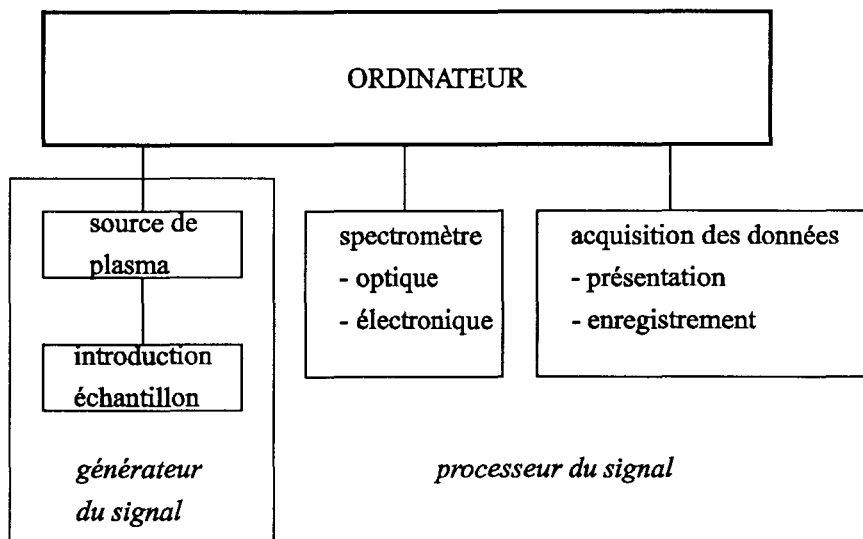 ORDINATEUR
source de
plasma
introduction
échantillon
générateur
du signal
spectromètre
- optique
- électronique
acquisition des données
- présentation
- enregistrement
processeur du signal